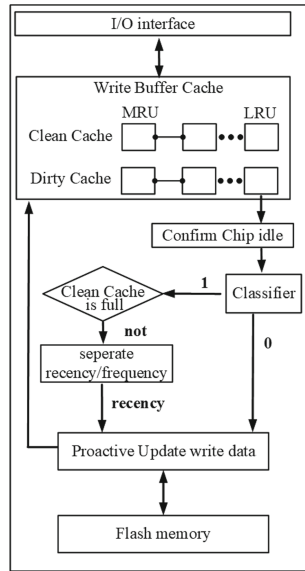 I/O interface
Write Buffer Cache
MRU LRU
Clean Cache
Dirty Cache
Confirm Chip idle
Clean Cache
is full
1
Classifier
not
0
seperate
recency/frequency
recency
Proactive Update write data
Flash memory